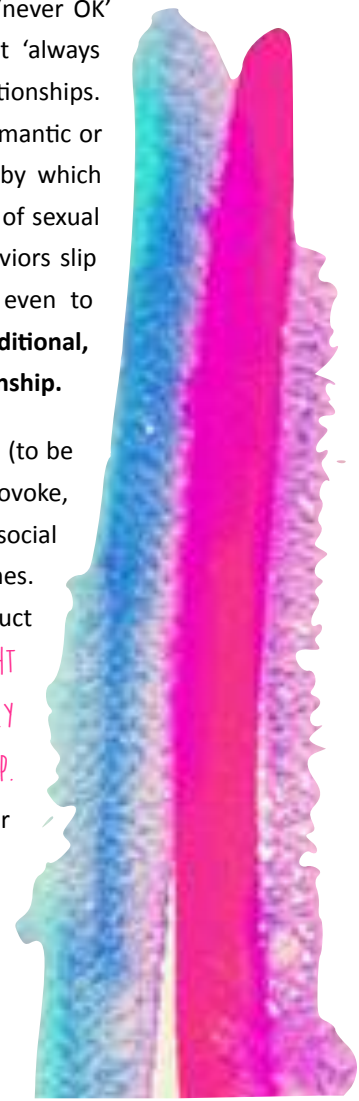 'never OK'
t 'always
tionships.
mantic or
by which
of sexual
viors slip
even to
ditional,
nship.
(to be
ovoke,
social
nes.
uct
HT
Y
P.
r